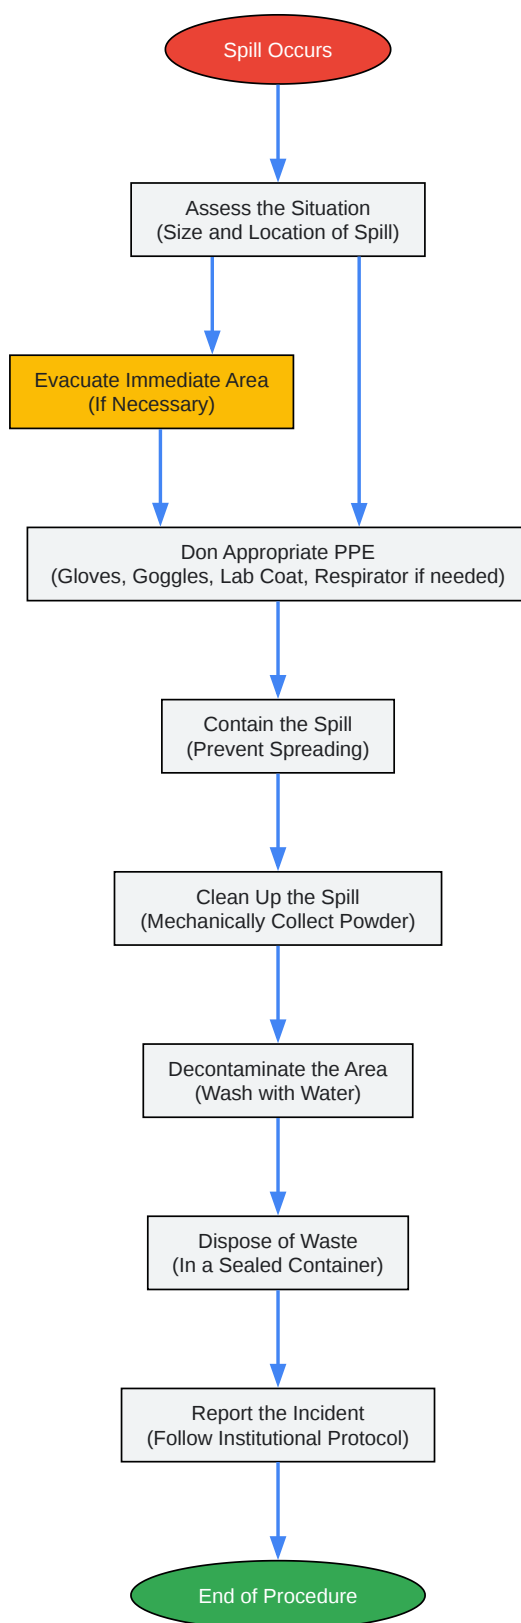 Spill Occurs
Assess the Situation
(Size and Location of Spill)
Evacuate Immediate Area
(If Necessary)
Don Appropriate PPE
(Gloves, Goggles, Lab Coat, Respirator if needed)
Contain the Spill
(Prevent Spreading)
Clean Up the Spill
(Mechanically Collect Powder)
Decontaminate the Area
(Wash with Water)
Dispose of Waste
(In a Sealed Container)
Report the Incident
(Follow Institutional Protocol)
End of Procedure